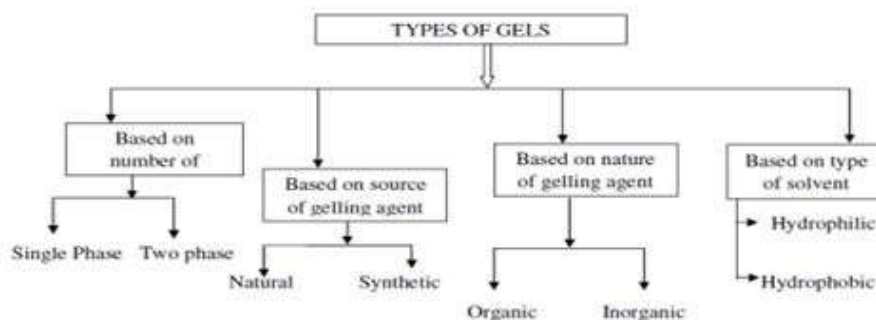 TYPES OF GELS
Based on
number of
Single Phase
Two phase
Based on source
of gelling agent
Natural
Synthetic
Based on nature
of gelling agent
Organic
Inorganic
Based on type
of solvent
Hydrophilic
Hydrophobic